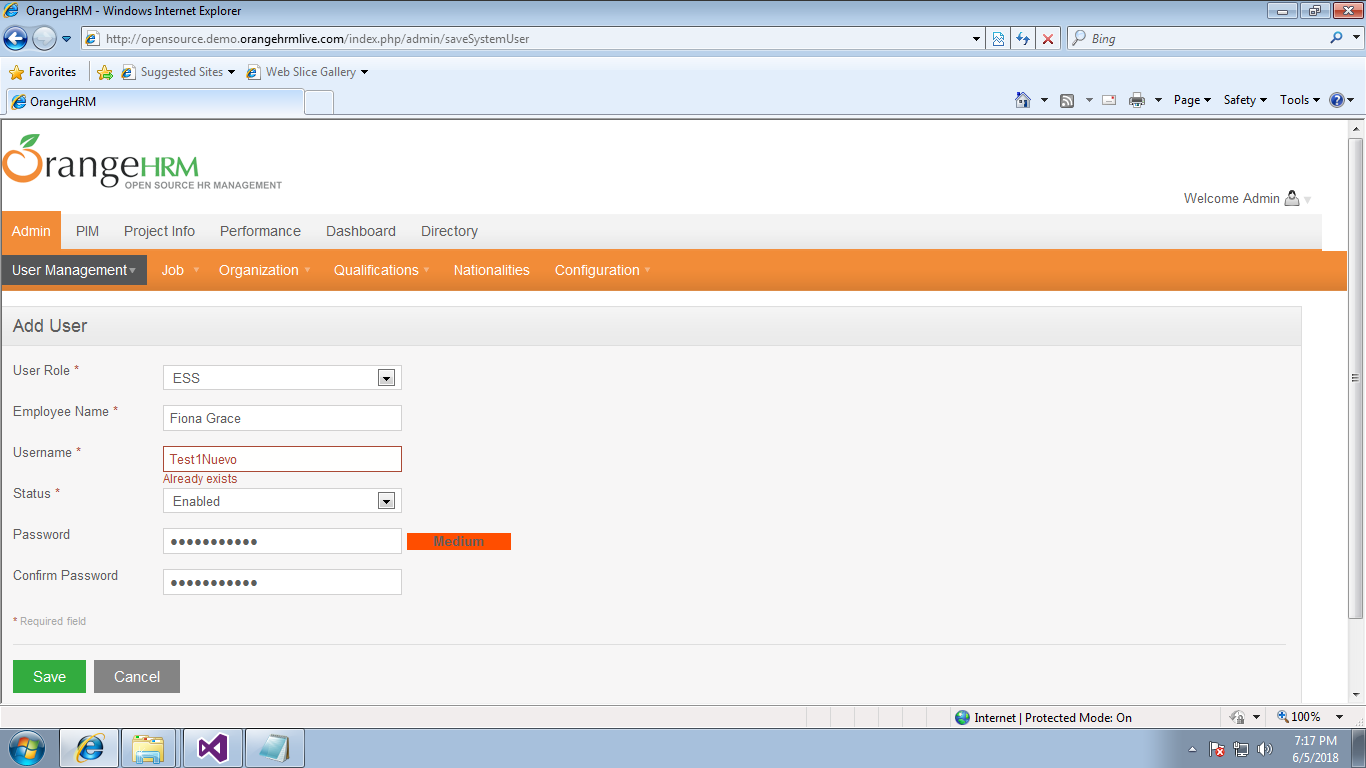 OrangeHRM - Windows Internet Explorer
http://opensource.demo.orangehrmlive.com/index.php/admin/saveSystemUser
Bing
Favorites
Suggested Sites
Web Slice Gallery
OrangeHRM
Page
Safety
Tools
OrangeHRM
OPEN SOURCE HR MANAGEMENT
Welcome Admin
Admin PIM Project Info Performance Dashboard Directory
User Management Job Organization Qualifications Nationalities Configuration
Add User
User Role * ESS
Employee Name * Fiona Grace
Username * Test1Nuevo
Already exists
Status * Enabled
Password ●●●●●●●●●●● Medium
Confirm Password ●●●●●●●●●●●
* Required field
Save Cancel
Internet | Protected Mode: On 100%
7:17 PM
6/5/2018